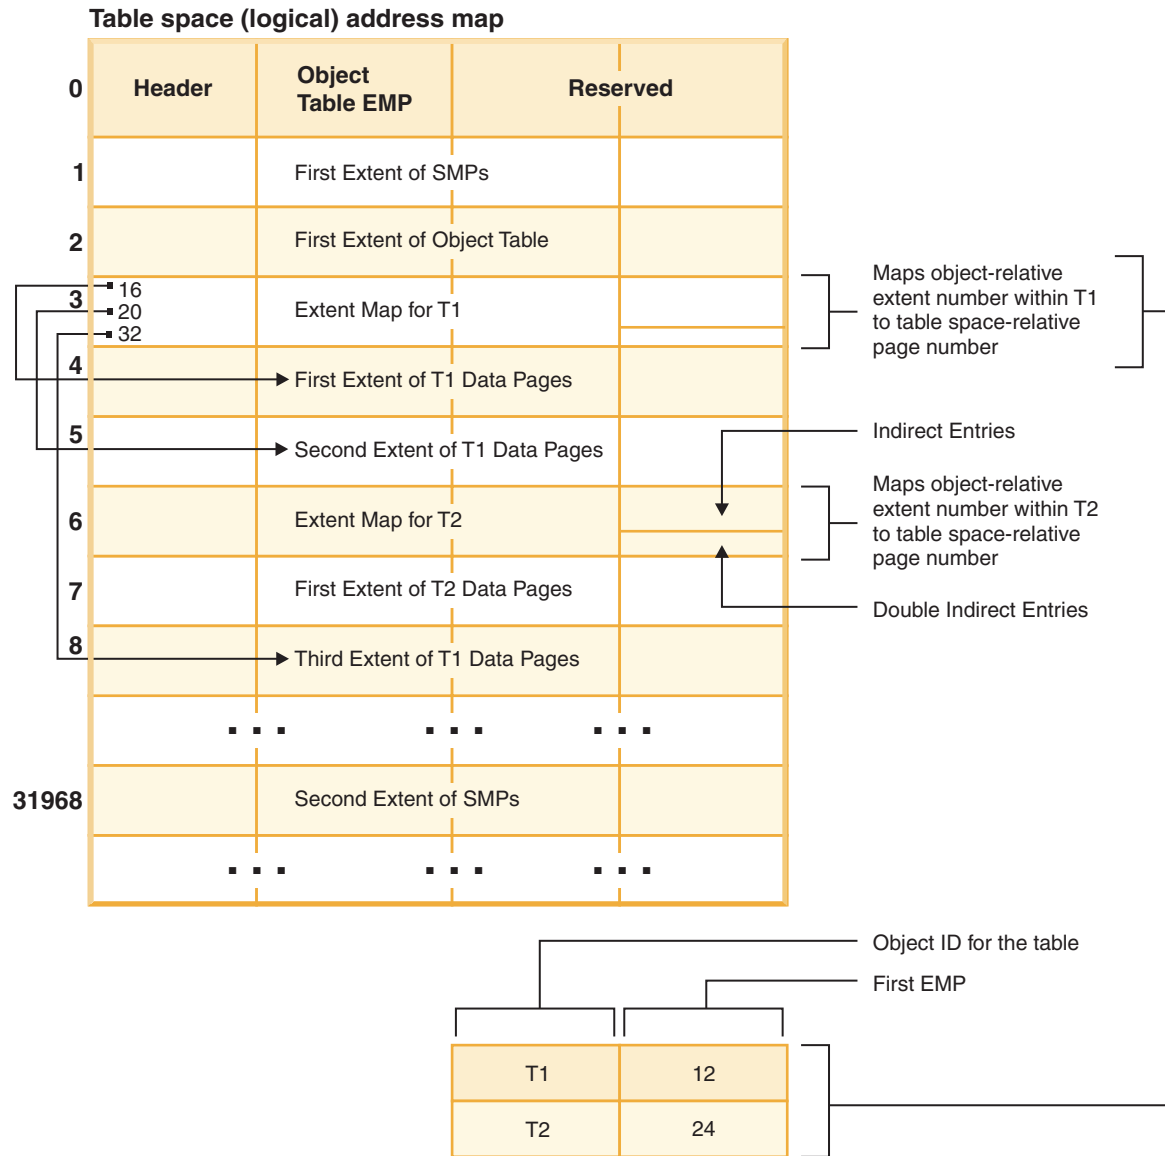 Table space (logical) address map
0
Header
Object
Table EMP
Reserved
1
First Extent of SMPs
2
First Extent of Object Table
3
16
20
32
Extent Map for T1
Maps object-relative
extent number within T1
to table space-relative
page number
4
First Extent of T1 Data Pages
5
Second Extent of T1 Data Pages
Indirect Entries
6
Extent Map for T2
Maps object-relative
extent number within T2
to table space-relative
page number
7
First Extent of T2 Data Pages
Double Indirect Entries
8
Third Extent of T1 Data Pages
31968
Second Extent of SMPs
Object ID for the table
First EMP
T1 12
T2 24